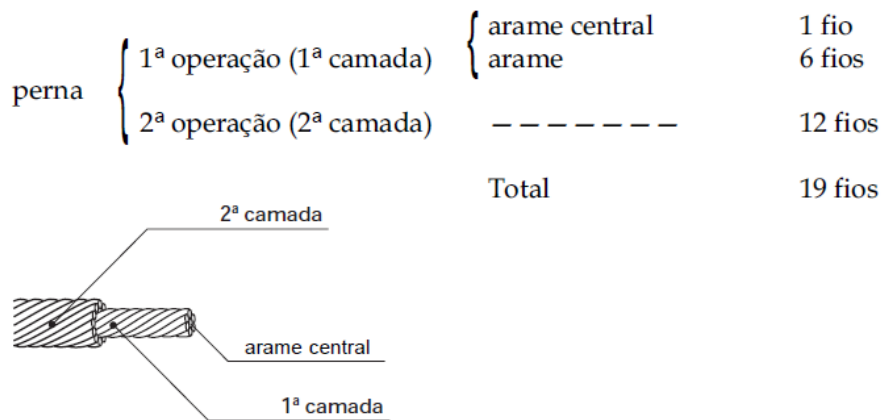 arame central 1 fio
1ª operação (1ª camada) arame 6 fios
perna
2ª operação (2ª camada) – – – – – – – 12 fios
Total 19 fios
2ª camada
arame central
1ª camada